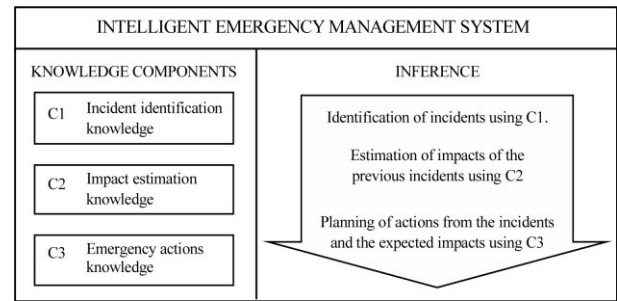 INTELLIGENT EMERGENCY MANAGEMENT SYSTEM
KNOWLEDGE COMPONENTS
C1 Incident identification
knowledge
C2 Impact estimation
knowledge
C3 Emergency actions
knowledge
INFERENCE
Identification of incidents using C1.
Estimation of impacts of the
previous incidents using C2
Planning of actions from the incidents
and the expected impacts using C3